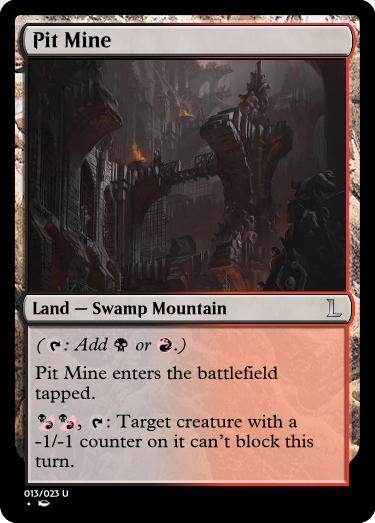 Pit Mine
Land — Swamp Mountain
L
( : Add or .)
Pit Mine enters the battlefield
tapped.
, : Target creature with a
-1/-1 counter on it can't block this
turn.
013/023 U